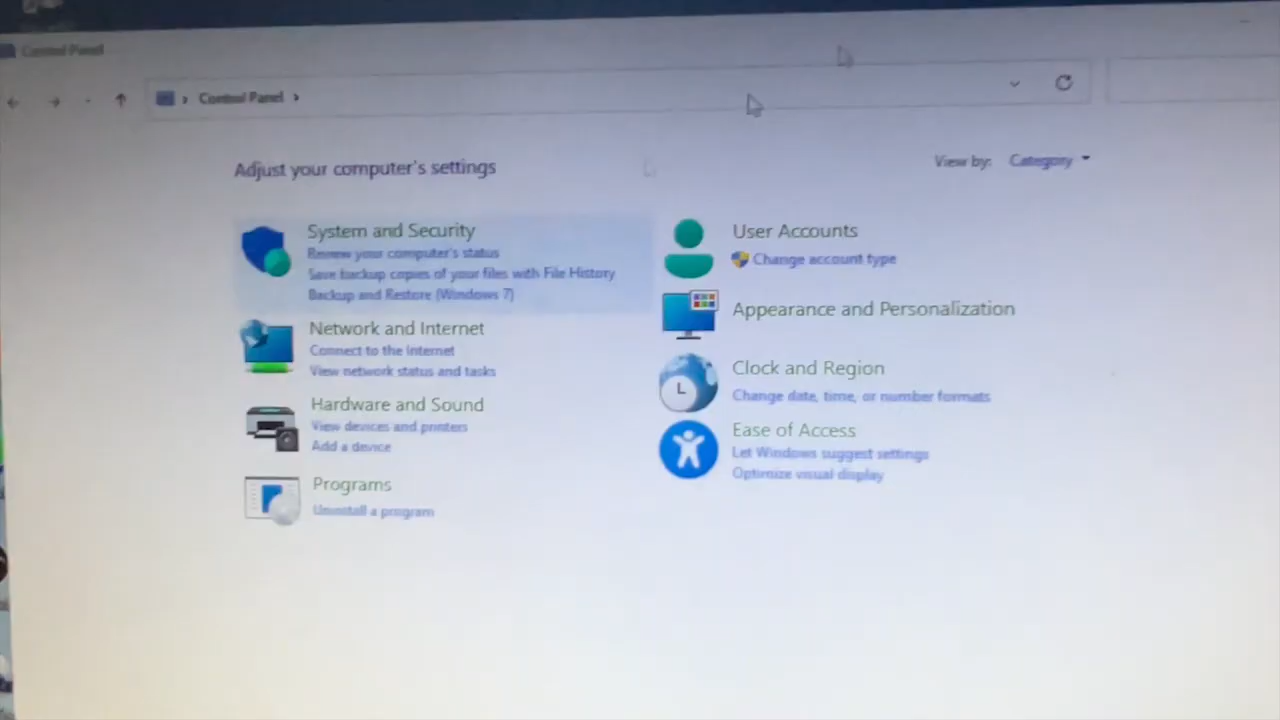 Control Panel
Control Panel
Adjust your computer's settings
View by: Category
System and Security
Review your computer's status
Save backup copies of your files with File History
Backup and Restore (Windows 7)
Network and Internet
Connect to the Internet
View network status and tasks
Hardware and Sound
View devices and printers
Add a device
Programs
Uninstall a program
User Accounts
Change account type
Appearance and Personalization
Clock and Region
Change date, time, or number formats
Ease of Access
Let Windows suggest settings
Optimize visual display